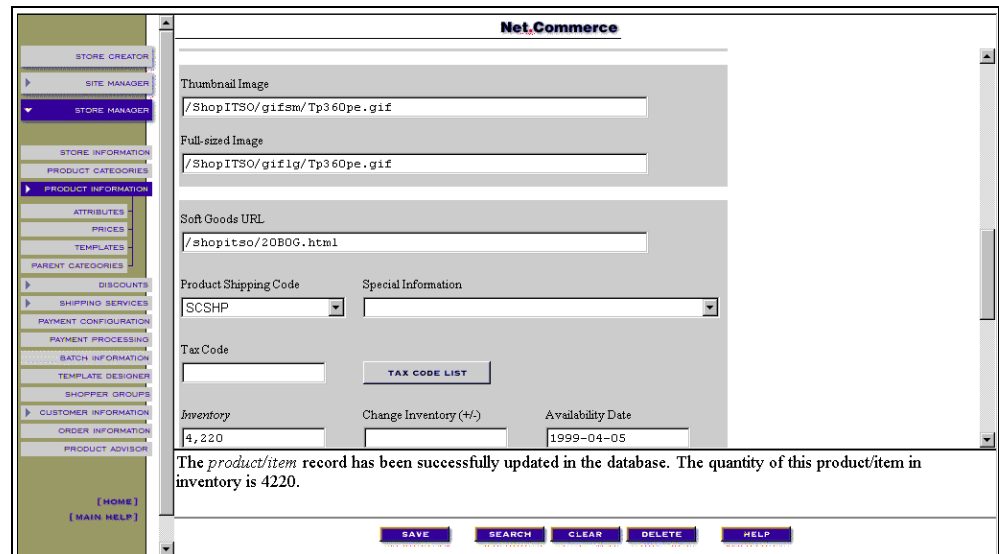 Net.Commerce
STORE CREATOR
SITE MANAGER
STORE MANAGER
STORE INFORMATION
PRODUCT CATEGORIES
PRODUCT INFORMATION
ATTRIBUTES
PRICES
TEMPLATES
PARENT CATEGORIES
DISCOUNTS
SHIPPING SERVICES
PAYMENT CONFIGURATION
PAYMENT PROCESSING
BATCH INFORMATION
TEMPLATE DESIGNER
SHOPPER GROUPS
CUSTOMER INFORMATION
ORDER INFORMATION
PRODUCT ADVISOR
[HOME]
[MAIN HELP]
Thumbnail Image
/ShopITSO/gifsm/Tp360pe.gif
Full-sized Image
/ShopITSO/giflg/Tp360pe.gif
Soft Goods URL
/shopitso/20B0G.html
Product Shipping Code Special Information
SCSHP
Tax Code
TAX CODE LIST
Inventory Change Inventory (+/-) Availability Date
4,220 1999-04-05
The product/item record has been successfully updated in the database. The quantity of this product/item in
inventory is 4220.
SAVE SEARCH CLEAR DELETE HELP